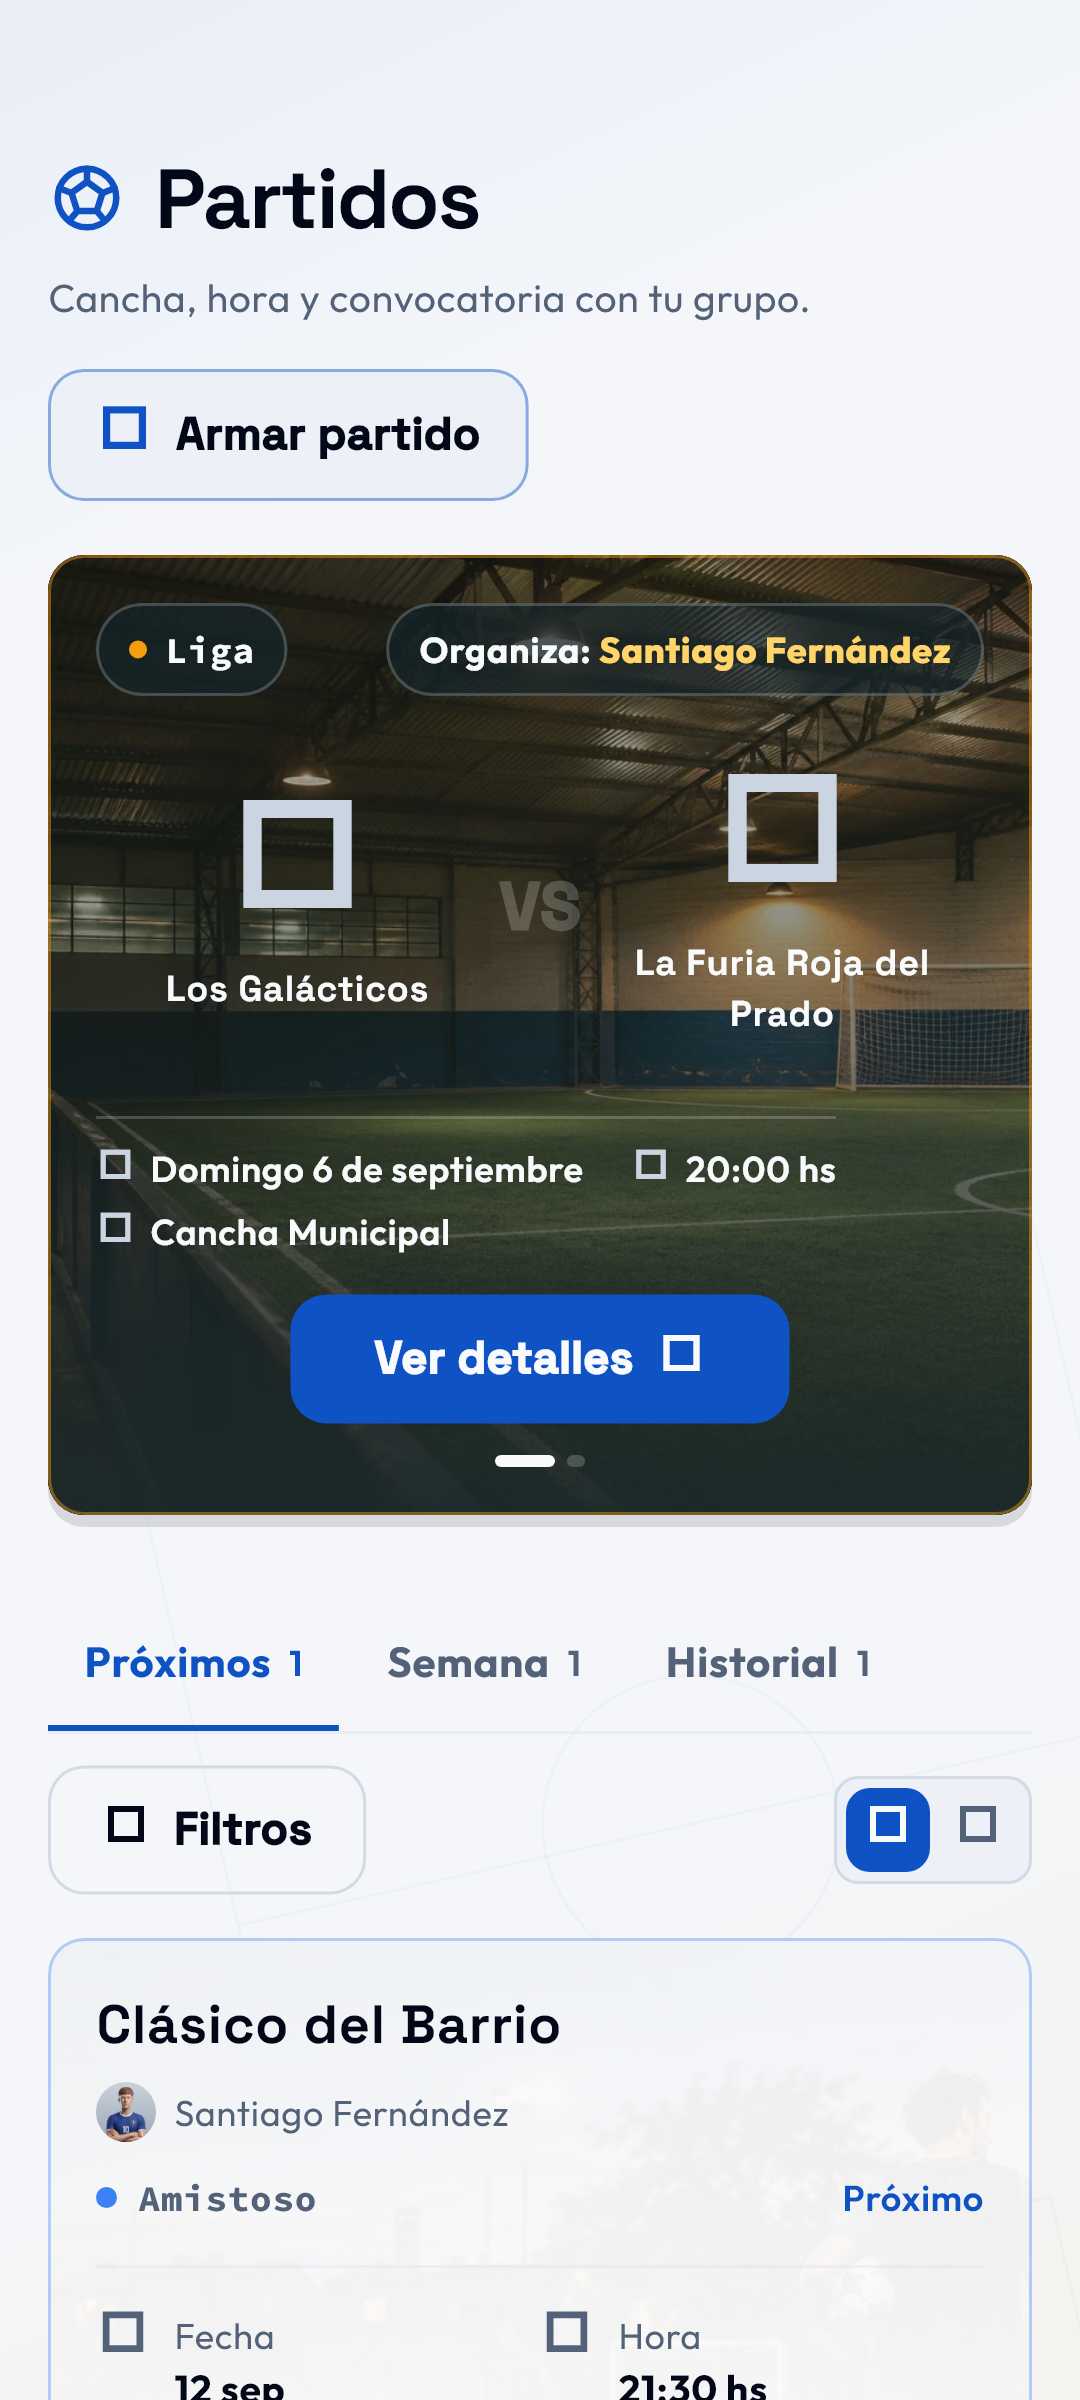 Partidos
Cancha, hora y convocatoria con tu grupo.
Armar partido
Liga
Organiza: Santiago Fernández
VS
Los Galácticos
La Furia Roja del
Prado
Domingo 6 de septiembre
20:00 hs
Cancha Municipal
Ver detalles
Próximos 1
Semana 1
Historial 1
Filtros
Clásico del Barrio
Santiago Fernández
Amistoso
Próximo
Fecha
Hora
12 sep
21:30 hs